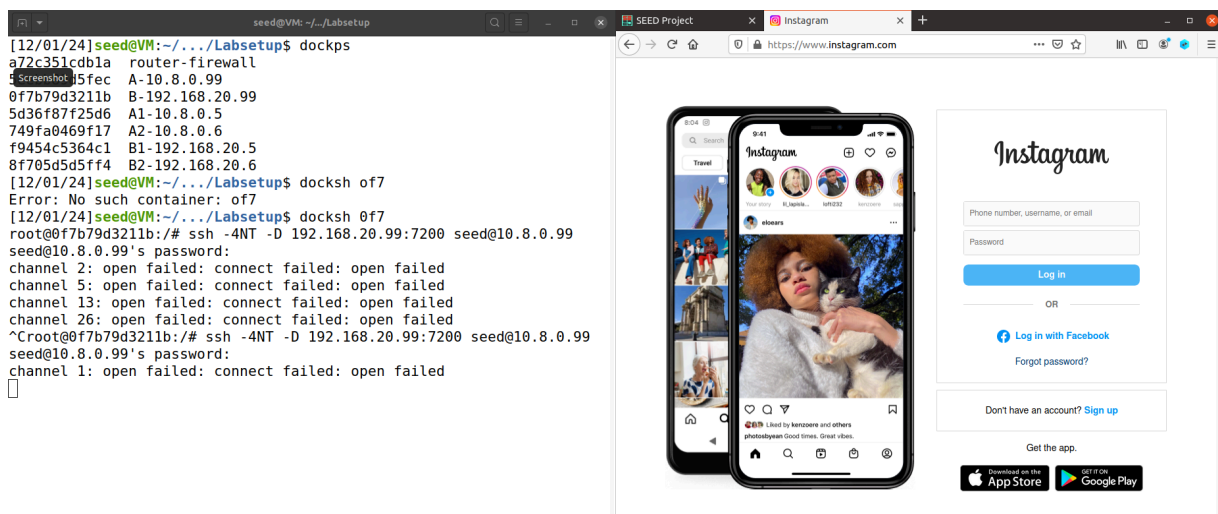 seed@VM: ~/.../Labsetup
[12/01/24]seed@VM:~/.../Labsetup$ dockps
a72c351cdb1a router-firewall
Screenshot
5fec A-10.8.0.99
0f7b79d3211b B-192.168.20.99
5d36f87f25d6 A1-10.8.0.5
749fa0469f17 A2-10.8.0.6
f9454c5364c1 B1-192.168.20.5
8f705d5d5ff4 B2-192.168.20.6
[12/01/24]seed@VM:~/.../Labsetup$ docksh of7
Error: No such container: of7
[12/01/24]seed@VM:~/.../Labsetup$ docksh 0f7
root@0f7b79d3211b:/# ssh -4NT -D 192.168.20.99:7200 seed@10.8.0.99
seed@10.8.0.99's password:
channel 2: open failed: connect failed: open failed
channel 5: open failed: connect failed: open failed
channel 13: open failed: connect failed: open failed
channel 26: open failed: connect failed: open failed
^Croot@0f7b79d3211b:/# ssh -4NT -D 192.168.20.99:7200 seed@10.8.0.99
seed@10.8.0.99's password:
channel 1: open failed: connect failed: open failed
SEED Project
Instagram
https://www.instagram.com
8:04
Search
Travel
9:41
Instagram
Your story lil_lapsla... lofti232 kenzoere
eloears
Liked by kenzoere and others
photosbyean Good times. Great vibes.
Instagram
Phone number, username, or email
Password
Log in
OR
Log in with Facebook
Forgot password?
Don't have an account? Sign up
Get the app.
Download on the
App Store
GET IT ON
Google Play